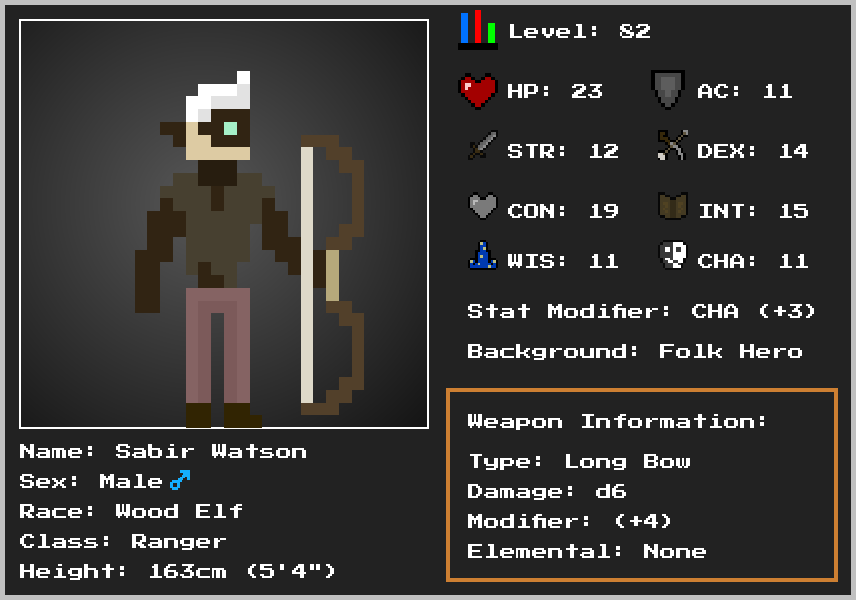 Level: 82
HP: 23
AC: 11
STR: 12
DEX: 14
CON: 19
INT: 15
WIS: 11
CHA: 11
Stat Modifier: CHA (+3)
Background: Folk Hero
Weapon Information:
Type: Long Bow
Damage: d6
Modifier: (+4)
Elemental: None
Name: Sabir Watson
Sex: Male♂
Race: Wood Elf
Class: Ranger
Height: 163cm (5'4")